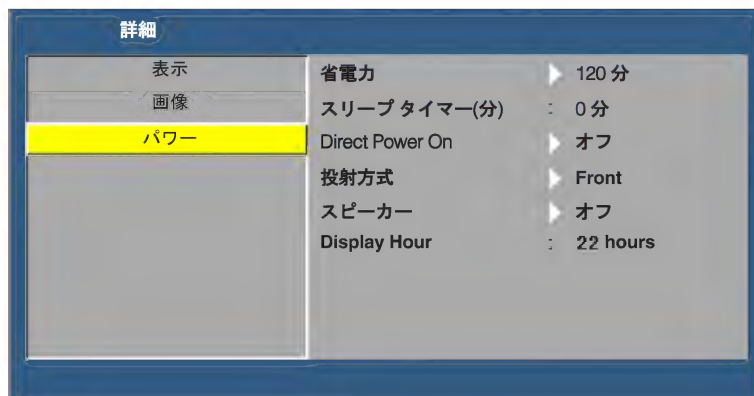 詳細
表示
画像
パワー
省電力 120 分
スリープ タイマー(分) : 0 分
Direct Power On オフ
投射方式 Front
スピーカー オフ
Display Hour : 22 hours